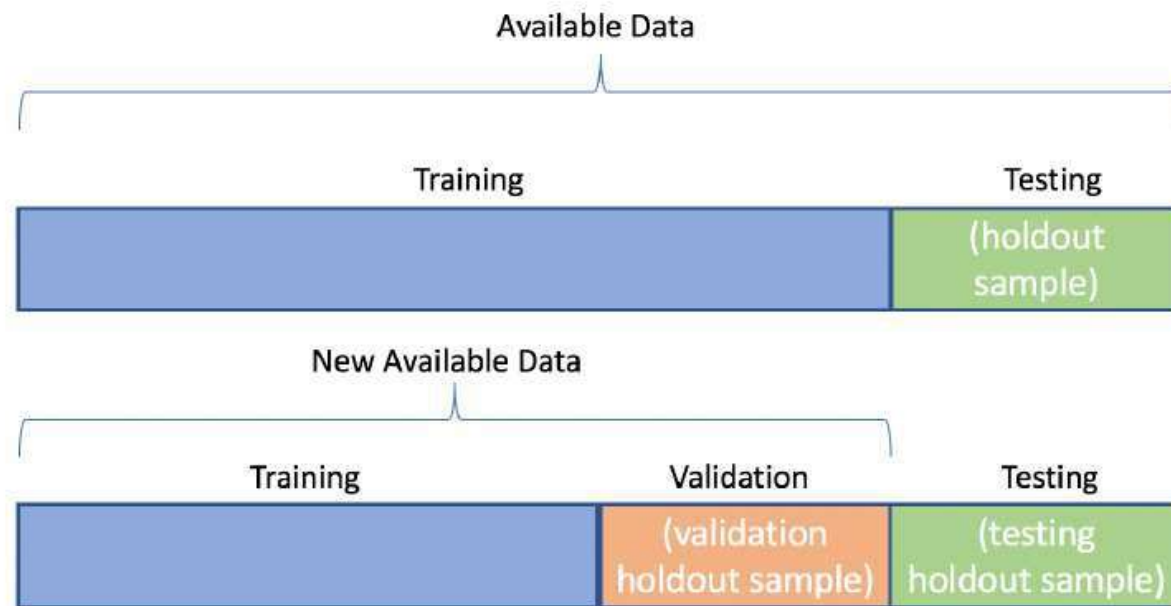 Available Data
Training Testing
(holdout
sample)
New Available Data
Training Validation Testing
(validation
holdout sample)
(testing
holdout sample)